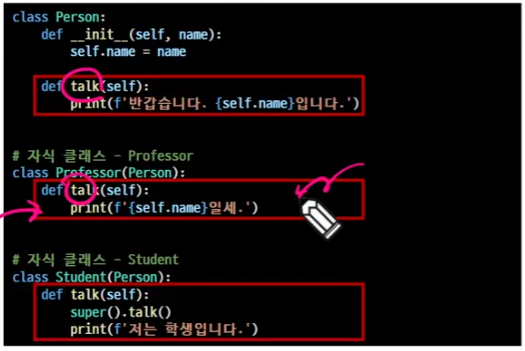 class Person:
    def __init__(self, name):
        self.name = name
    def talk(self):
        print(f'반갑습니다. {self.name}입니다.')
# 자식 클래스 - Professor
class Professor(Person):
    def talk(self):
        print(f'{self.name}일세.')
# 자식 클래스 - Student
class Student(Person):
    def talk(self):
        super().talk()
        print(f'저는 학생입니다.')